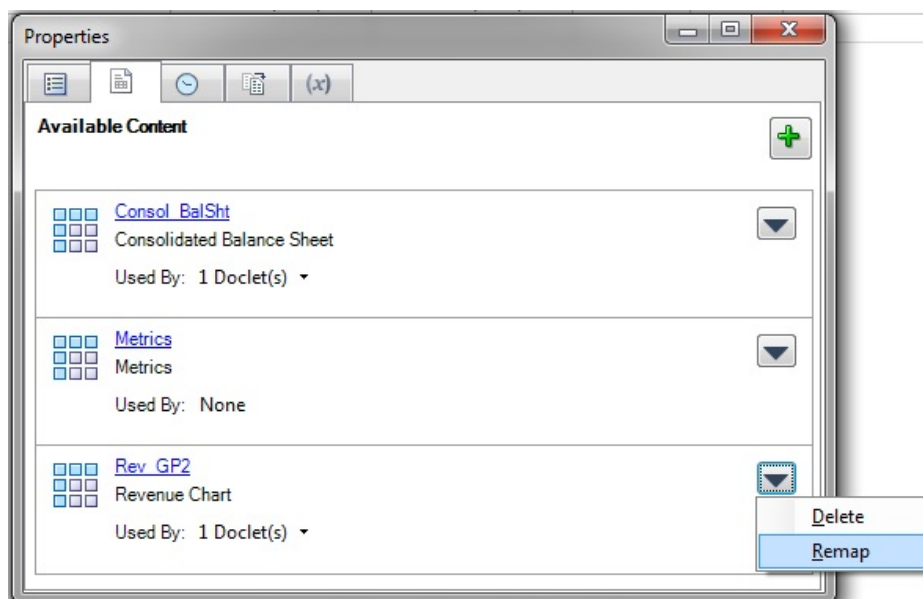 Properties
(x)
Available Content
Consol_BalSht
Consolidated Balance Sheet
Used By: 1 Doclet(s)
Metrics
Metrics
Used By: None
Rev_GP2
Revenue Chart
Used By: 1 Doclet(s)
Delete
Remap